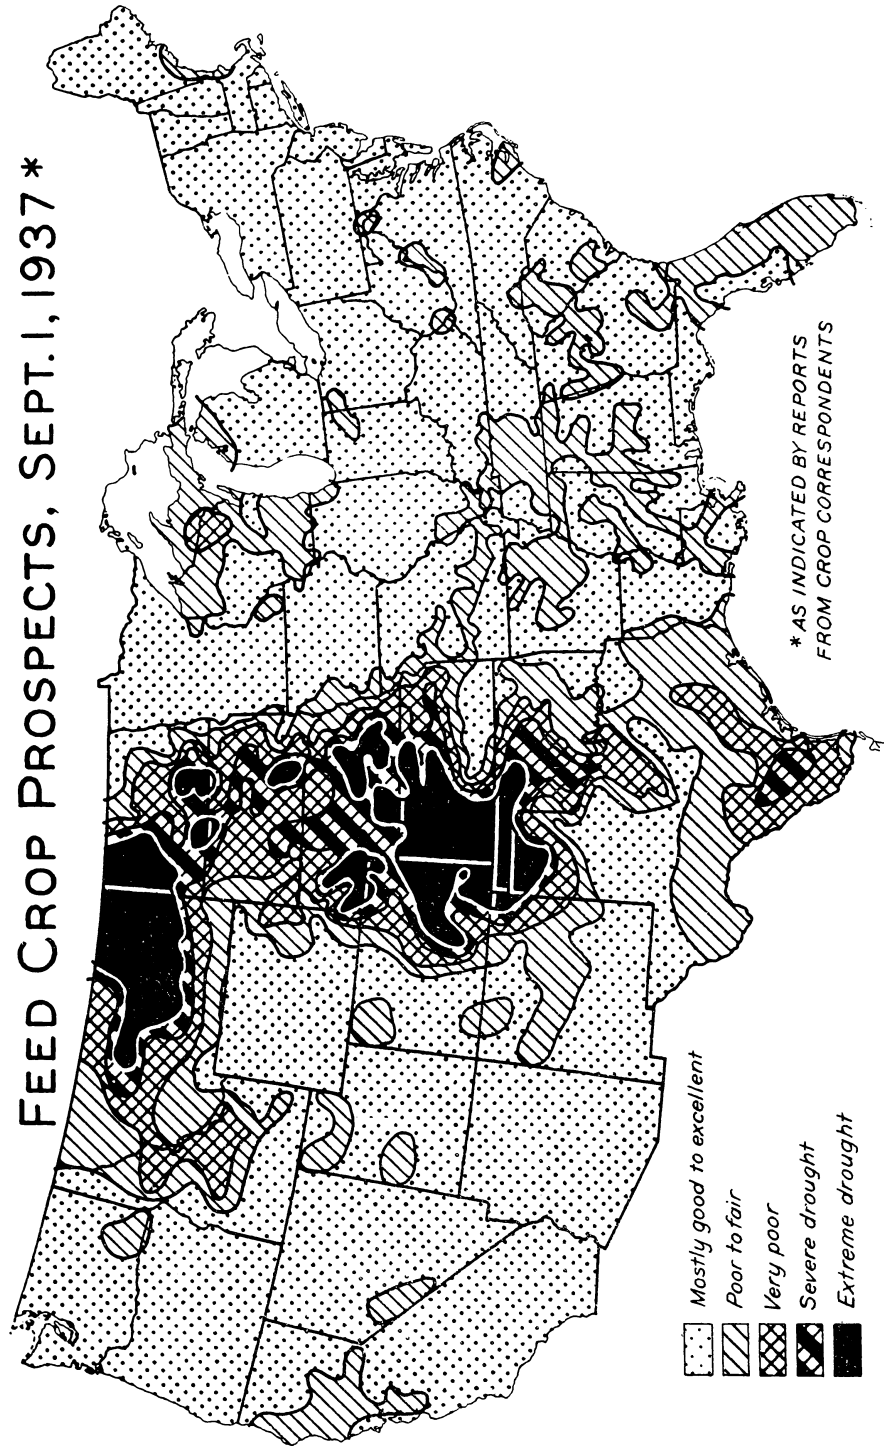 FEED CROP PROSPECTS, SEPT. 1, 1937 *
* AS INDICATED BY REPORTS
FROM CROP CORRESPONDENTS
Mostly good to excellent
Poor to fair
Very poor
Severe drought
Extreme drought